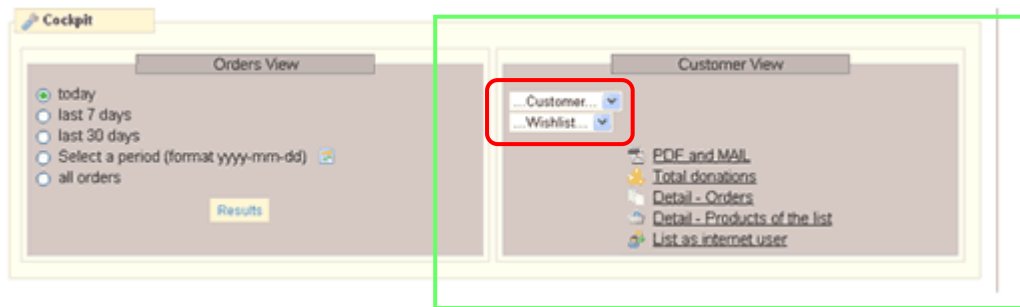 Cockpit
Orders View
today
last 7 days
last 30 days
Select a period (format yyyy-mm-dd)
all orders
Results
Customer View
...Customer...
...Wishlist...
PDF and MAIL
Total donations
Detail - Orders
Detail - Products of the list
List as internet user